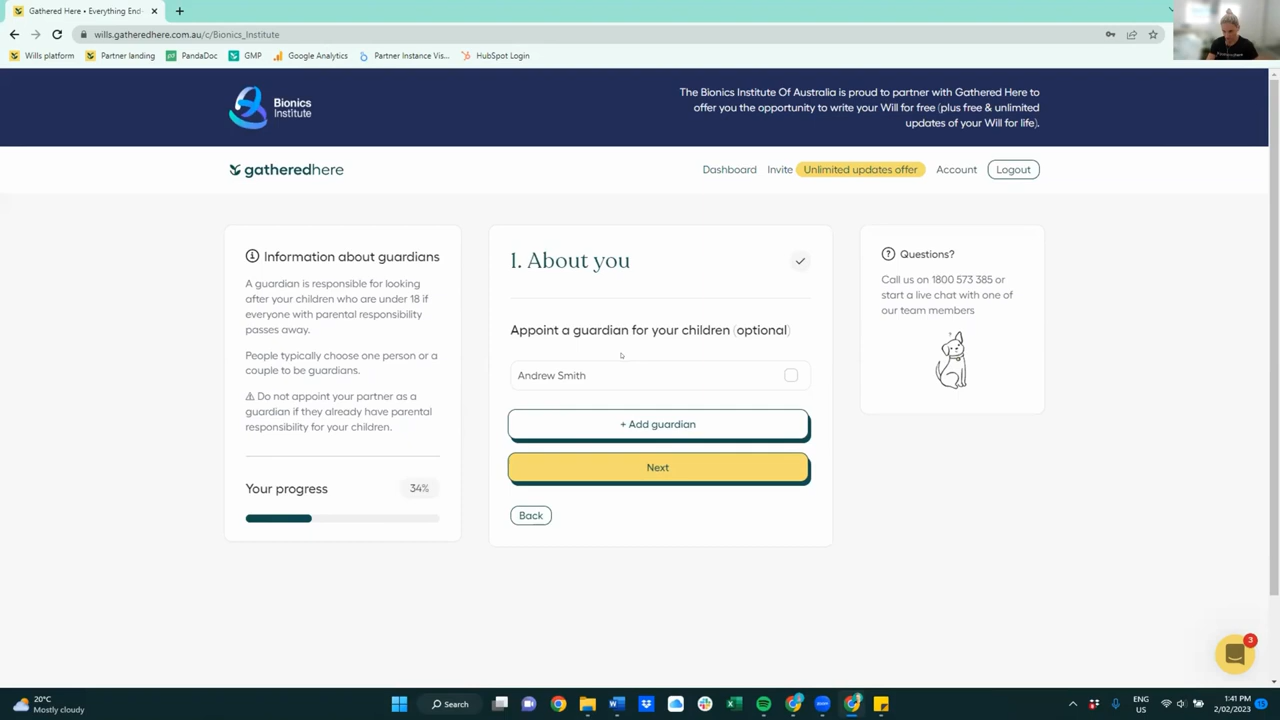 Gathered Here • Everything End-
wills.gatheredhere.com.au/c/Bionics_Institute
Wills platform
Partner landing
PandaDoc
GMP
Google Analytics
Partner Instance Vis...
HubSpot Login
Bionics
Institute
The Bionics Institute Of Australia is proud to partner with Gathered Here to
offer you the opportunity to write your Will for free (plus free & unlimited
updates of your Will for life).
gatheredhere
Dashboard
Invite
Unlimited updates offer
Account
Logout
Information about guardians
A guardian is responsible for looking
after your children who are under 18 if
everyone with parental responsibility
passes away.
People typically choose one person or a
couple to be guardians.
⚠ Do not appoint your partner as a
guardian if they already have parental
responsibility for your children.
Your progress
34%
1. About you
Appoint a guardian for your children (optional)
Andrew Smith
+ Add guardian
Next
Back
Questions?
Call us on 1800 573 385 or
start a live chat with one of
our team members
3
20°C
Mostly cloudy
Search
ENG
US
1:41 PM
2/02/2023